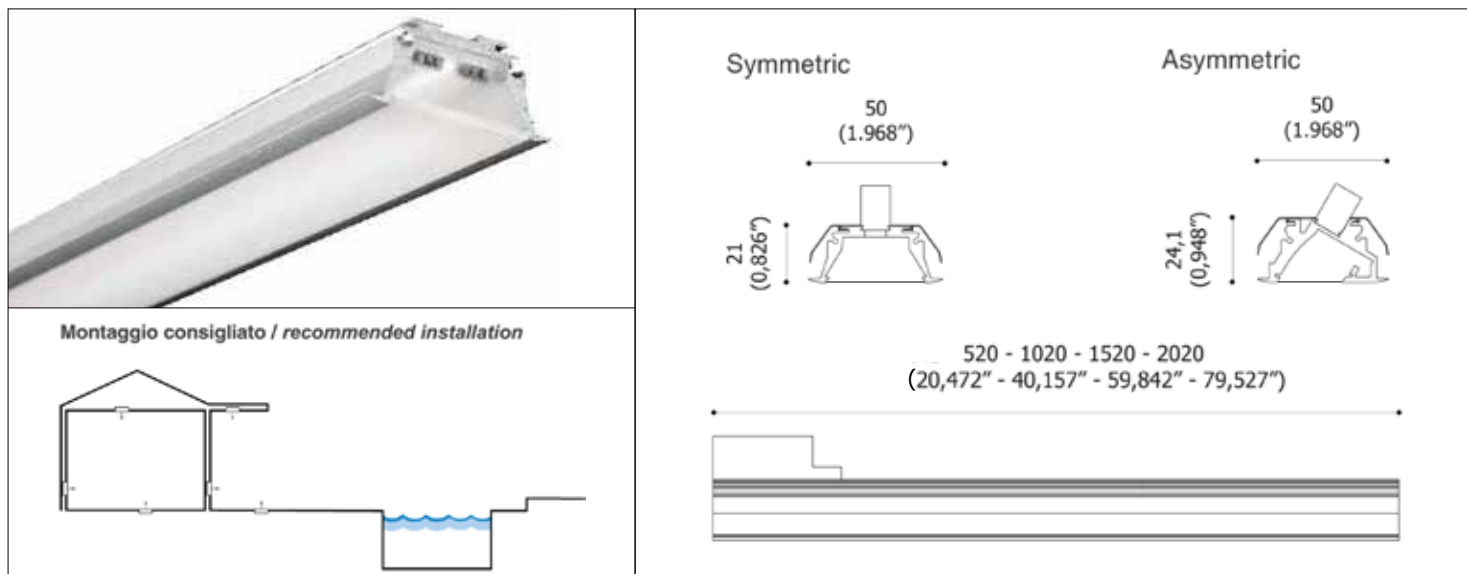 Montaggio consigliato / recommended installation
Symmetric
50
(1.968″)
21
(0,826″)
Asymmetric
50
(1.968″)
24,1
(0,948″)
520 - 1020 - 1520 - 2020
(20,472″ - 40,157″ - 59,842″ - 79,527″)